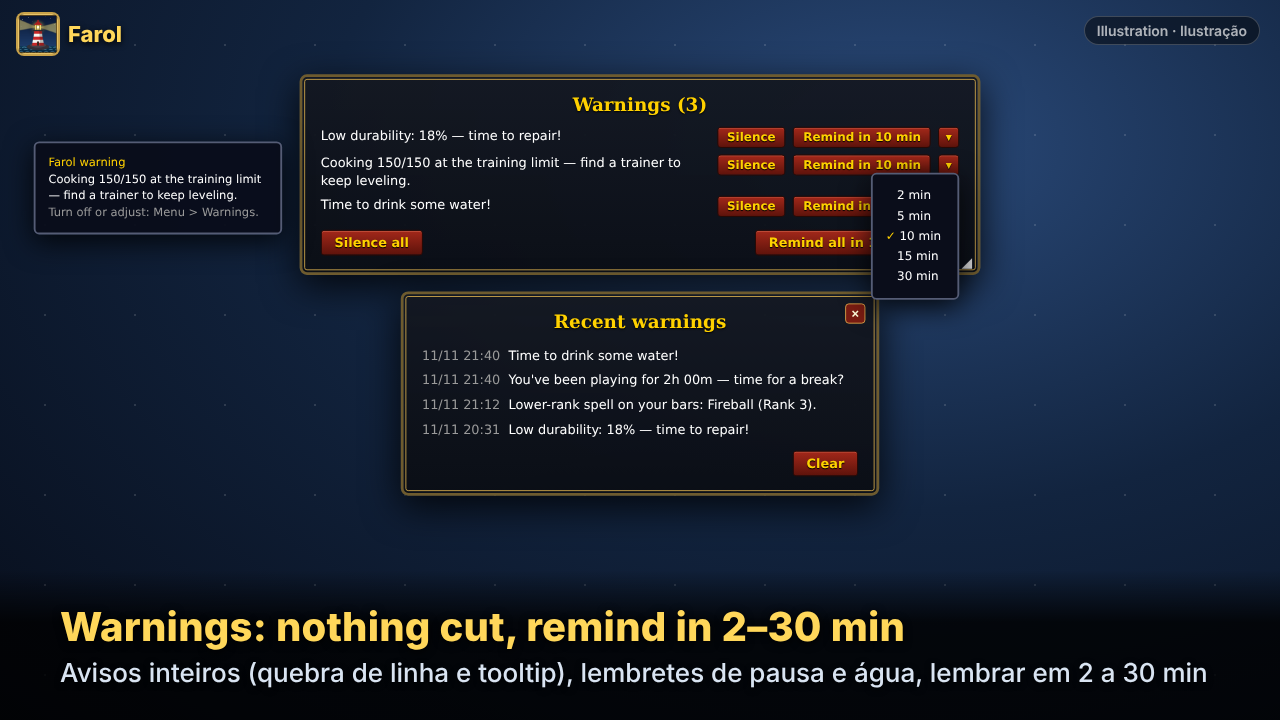 Farol
Illustration · Ilustração
Warnings (3)
Low durability: 18% — time to repair!
Silence
Remind in 10 min
Cooking 150/150 at the training limit — find a trainer to
keep leveling.
Silence
Remind in 10 min
Time to drink some water!
Silence
Remind in
Silence all
Remind all in
2 min
5 min
✓ 10 min
15 min
30 min
Farol warning
Cooking 150/150 at the training limit
— find a trainer to keep leveling.
Turn off or adjust: Menu > Warnings.
Recent warnings
×
11/11 21:40 Time to drink some water!
11/11 21:40 You've been playing for 2h 00m — time for a break?
11/11 21:12 Lower-rank spell on your bars: Fireball (Rank 3).
11/11 20:31 Low durability: 18% — time to repair!
Clear
Warnings: nothing cut, remind in 2–30 min
Avisos inteiros (quebra de linha e tooltip), lembretes de pausa e água, lembrar em 2 a 30 min